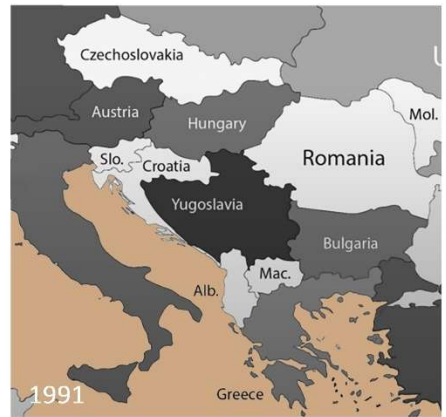 U
Czechoslovakia
Mol.
Austria
Hungary
Slo.
Croatia
Romania
Yugoslavia
Bulgaria
Mac.
Alb.
1991
Greece